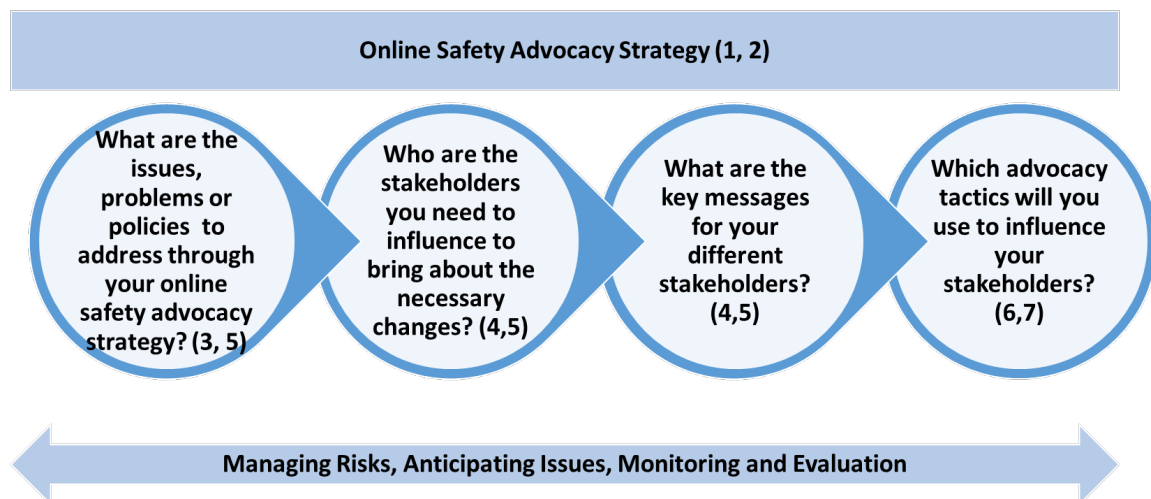 Online Safety Advocacy Strategy (1, 2)
What are the
issues,
problems or
policies  to
address through
your online
safety advocacy
strategy? (3, 5)
Who are the
stakeholders
you need to
influence to
bring about the
necessary
changes? (4,5)
What are the
key messages
for your
different
stakeholders?
(4,5)
Which advocacy
tactics will you
use to influence
your
stakeholders?
(6,7)
Managing Risks, Anticipating Issues, Monitoring and Evaluation